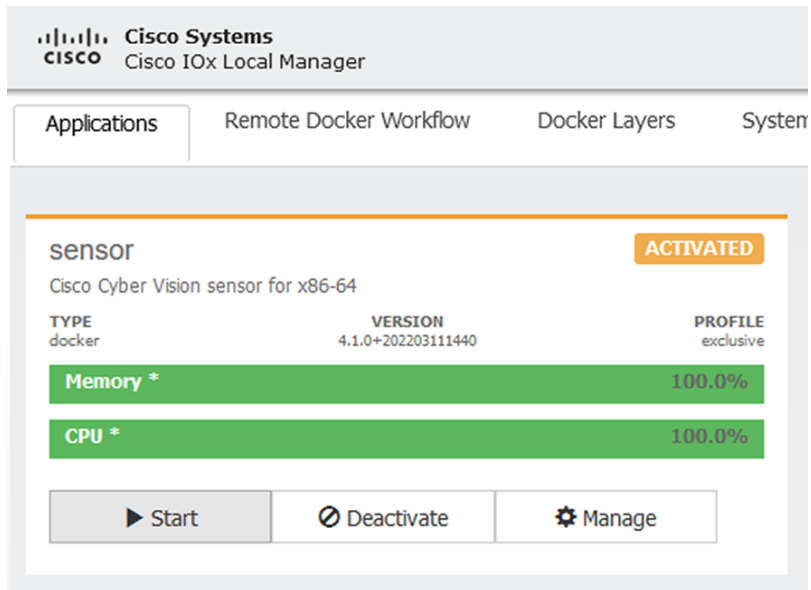 Cisco Systems
CISCO Cisco IOx Local Manager
Applications Remote Docker Workflow Docker Layers System
sensor ACTIVATED
Cisco Cyber Vision sensor for x86-64
TYPE VERSION PROFILE
docker 4.1.0+202203111440 exclusive
Memory * 100.0%
CPU * 100.0%
Start Deactivate Manage